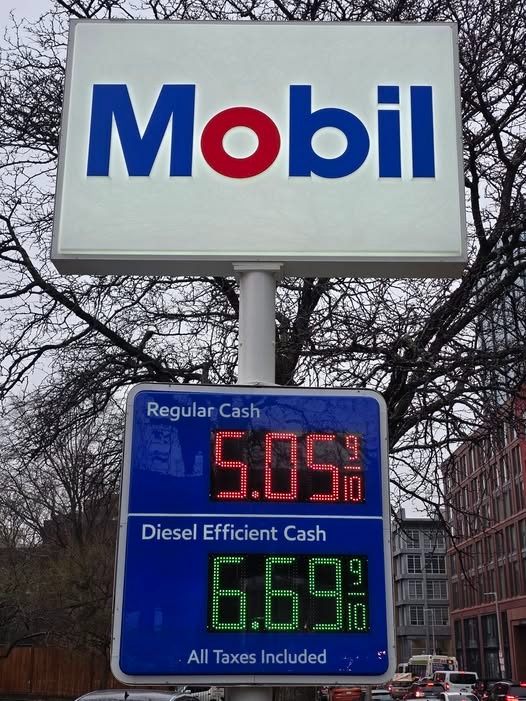 Mobil
Regular Cash
5.05 9/10
Diesel Efficient Cash
6.69 9/10
All Taxes Included